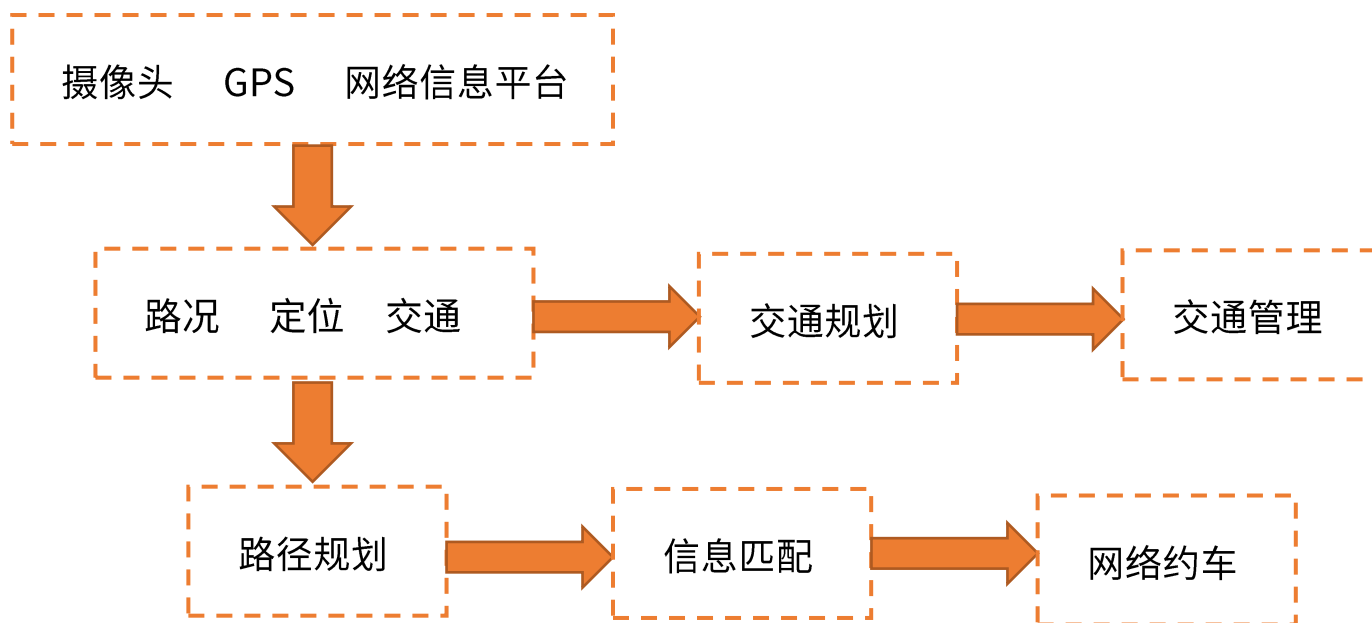 摄像头 GPS 网络信息平台
路况 定位 交通
交通规划
交通管理
路径规划
信息匹配
网络约车